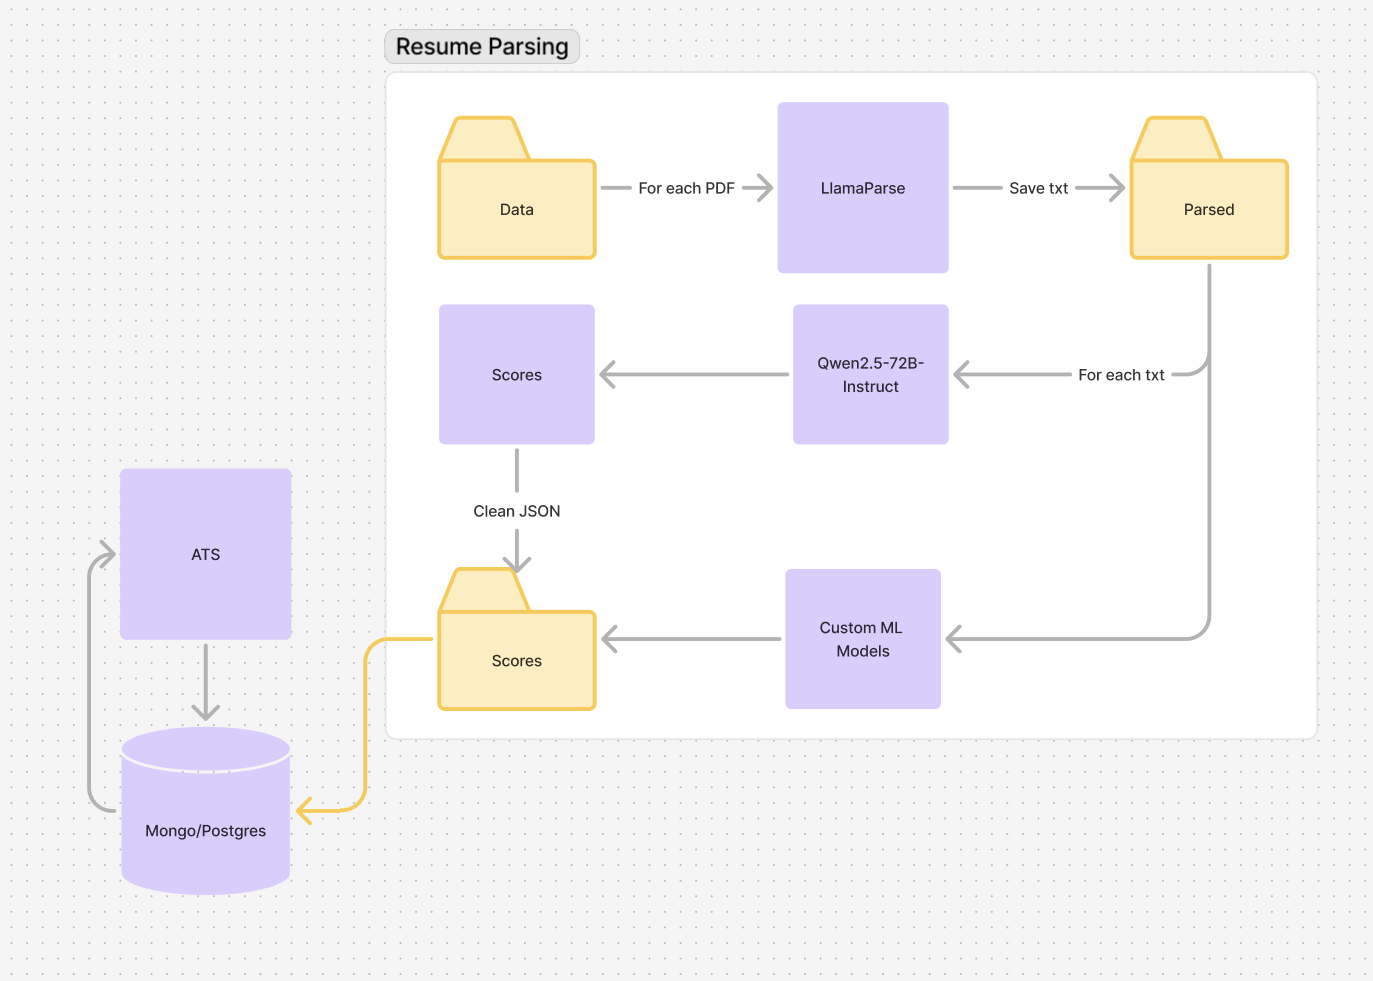 Resume Parsing
Data
For each PDF
LlamaParse
Save txt
Parsed
Scores
Qwen2.5-72B-
Instruct
For each txt
Clean JSON
ATS
Scores
Custom ML
Models
Mongo/Postgres